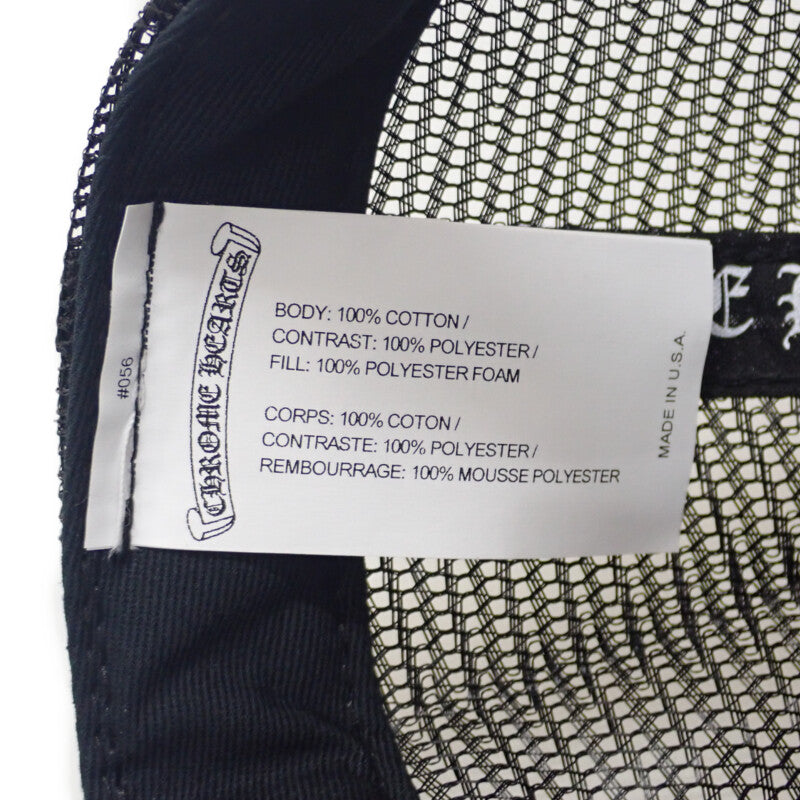 #056
CHROME HEARTS
BODY: 100% COTTON /
CONTRAST: 100% POLYESTER /
FILL: 100% POLYESTER FOAM
CORPS: 100% COTON /
CONTRASTE: 100% POLYESTER /
REMBOURRAGE: 100% MOUSSE POLYESTER
MADE IN U.S.A.
E